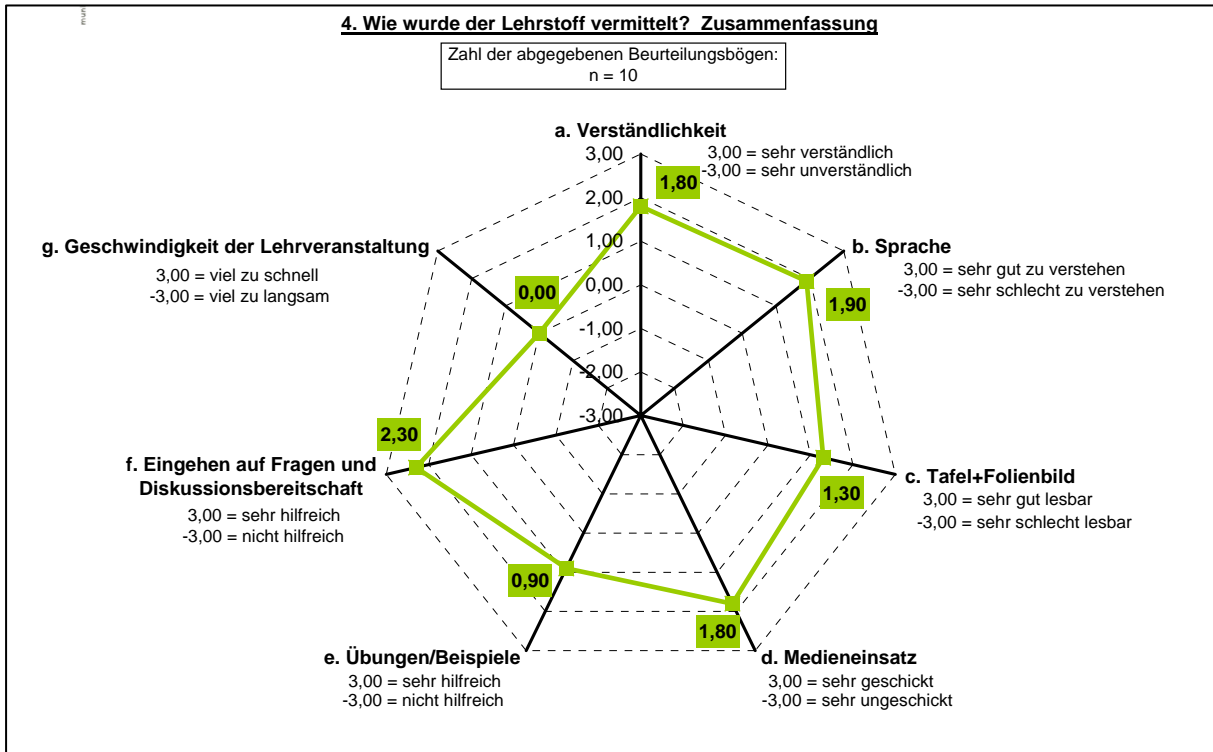 mun
4. Wie wurde der Lehrstoff vermittelt? Zusammenfassung
Zahl der abgegebenen Beurteilungsbögen:
n = 10
a. Verständlichkeit
3,00 = sehr verständlich
-3,00 = sehr unverständlich
3,00
2,00
1,00
0,00
-1,00
-2,00
-3,00
1,80
b. Sprache
3,00 = sehr gut zu verstehen
-3,00 = sehr schlecht zu verstehen
1,90
c. Tafel+Folienbild
3,00 = sehr gut lesbar
-3,00 = sehr schlecht lesbar
1,30
d. Medieneinsatz
3,00 = sehr geschickt
-3,00 = sehr ungeschickt
1,80
e. Übungen/Beispiele
3,00 = sehr hilfreich
-3,00 = nicht hilfreich
0,90
f. Eingehen auf Fragen und
Diskussionsbereitschaft
3,00 = sehr hilfreich
-3,00 = nicht hilfreich
2,30
g. Geschwindigkeit der Lehrveranstaltung
3,00 = viel zu schnell
-3,00 = viel zu langsam
0,00